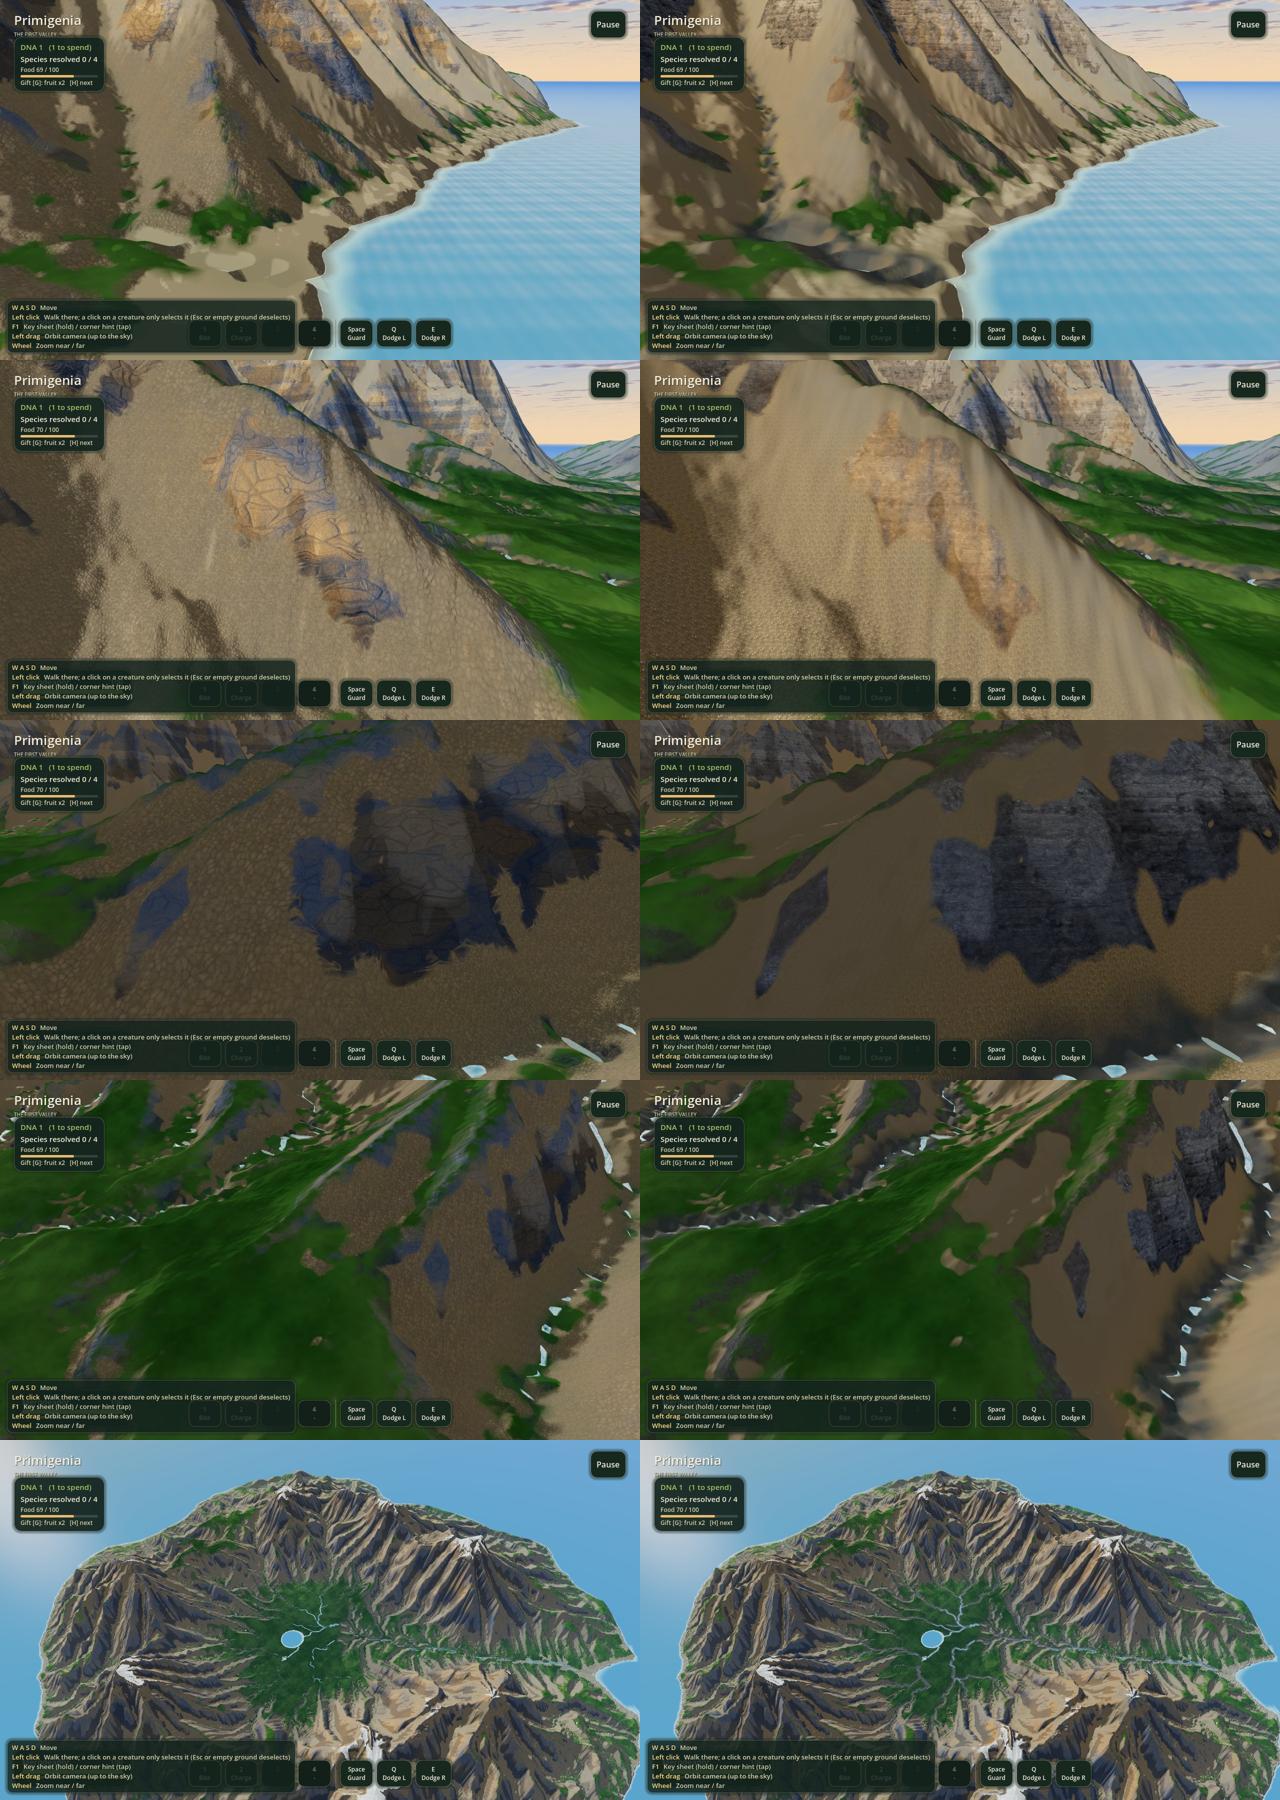 Primigenia
THE FIRST VALLEY
Pause
DNA 1 (1 to spend)
Species resolved 0 / 4
Food 69 / 100
Gift [G]: fruit x2 [H] next
W A S D Move
Left click Walk there; a click on a creature only selects it (Esc or empty ground deselects)
F1 Key sheet (hold) / corner hint (tap)
Left drag Orbit camera (up to the sky)
Wheel Zoom near / far
1
Bite
2
Charge
4
-
Space
Guard
Q
Dodge L
E
Dodge R
Primigenia
THE FIRST VALLEY
Pause
DNA 1 (1 to spend)
Species resolved 0 / 4
Food 69 / 100
Gift [G]: fruit x2 [H] next
W A S D Move
Left click Walk there; a click on a creature only selects it (Esc or empty ground deselects)
F1 Key sheet (hold) / corner hint (tap)
Left drag Orbit camera (up to the sky)
Wheel Zoom near / far
4
-
Space
Guard
Q
Dodge L
E
Dodge R
Primigenia
THE FIRST VALLEY
Pause
DNA 1 (1 to spend)
Species resolved 0 / 4
Food 70 / 100
Gift [G]: fruit x2 [H] next
W A S D Move
Left click Walk there; a click on a creature only selects it (Esc or empty ground deselects)
F1 Key sheet (hold) / corner hint (tap)
Left drag Orbit camera (up to the sky)
Wheel Zoom near / far
1
Bite
2
Charge
4
-
Space
Guard
Q
Dodge L
E
Dodge R
Primigenia
THE FIRST VALLEY
Pause
DNA 1 (1 to spend)
Species resolved 0 / 4
Food 70 / 100
Gift [G]: fruit x2 [H] next
W A S D Move
Left click Walk there; a click on a creature only selects it (Esc or empty ground deselects)
F1 Key sheet (hold) / corner hint (tap)
Left drag Orbit camera (up to the sky)
Wheel Zoom near / far
4
-
Space
Guard
Q
Dodge L
E
Dodge R
Primigenia
THE FIRST VALLEY
Pause
DNA 1 (1 to spend)
Species resolved 0 / 4
Food 70 / 100
Gift [G]: fruit x2 [H] next
W A S D Move
Left click Walk there; a click on a creature only selects it (Esc or empty ground deselects)
F1 Key sheet (hold) / corner hint (tap)
Left drag Orbit camera (up to the sky)
Wheel Zoom near / far
1
Bite
2
Charge
4
-
Space
Guard
Q
Dodge L
E
Dodge R
Primigenia
THE FIRST VALLEY
Pause
DNA 1 (1 to spend)
Species resolved 0 / 4
Food 70 / 100
Gift [G]: fruit x2 [H] next
W A S D Move
Left click Walk there; a click on a creature only selects it (Esc or empty ground deselects)
F1 Key sheet (hold) / corner hint (tap)
Left drag Orbit camera (up to the sky)
Wheel Zoom near / far
4
-
Space
Guard
Q
Dodge L
E
Dodge R
Primigenia
THE FIRST VALLEY
Pause
DNA 1 (1 to spend)
Species resolved 0 / 4
Food 69 / 100
Gift [G]: fruit x2 [H] next
W A S D Move
Left click Walk there; a click on a creature only selects it (Esc or empty ground deselects)
F1 Key sheet (hold) / corner hint (tap)
Left drag Orbit camera (up to the sky)
Wheel Zoom near / far
1
Bite
2
Charge
4
-
Space
Guard
Q
Dodge L
E
Dodge R
Primigenia
THE FIRST VALLEY
Pause
DNA 1 (1 to spend)
Species resolved 0 / 4
Food 69 / 100
Gift [G]: fruit x2 [H] next
W A S D Move
Left click Walk there; a click on a creature only selects it (Esc or empty ground deselects)
F1 Key sheet (hold) / corner hint (tap)
Left drag Orbit camera (up to the sky)
Wheel Zoom near / far
4
-
Space
Guard
Q
Dodge L
E
Dodge R
Primigenia
Pause
DNA 1 (1 to spend)
Species resolved 0 / 4
Food 69 / 100
Gift [G]: fruit x2 [H] next
W A S D Move
Left click Walk there; a click on a creature only selects it (Esc or empty ground deselects)
F1 Key sheet (hold) / corner hint (tap)
Left drag Orbit camera (up to the sky)
Wheel Zoom near / far
4
-
Space
Guard
Q
Dodge L
E
Dodge R
Primigenia
Pause
DNA 1 (1 to spend)
Species resolved 0 / 4
Food 70 / 100
Gift [G]: fruit x2 [H] next
W A S D Move
Left click Walk there; a click on a creature only selects it (Esc or empty ground deselects)
F1 Key sheet (hold) / corner hint (tap)
Left drag Orbit camera (up to the sky)
Wheel Zoom near / far
4
-
Space
Guard
Q
Dodge L
E
Dodge R